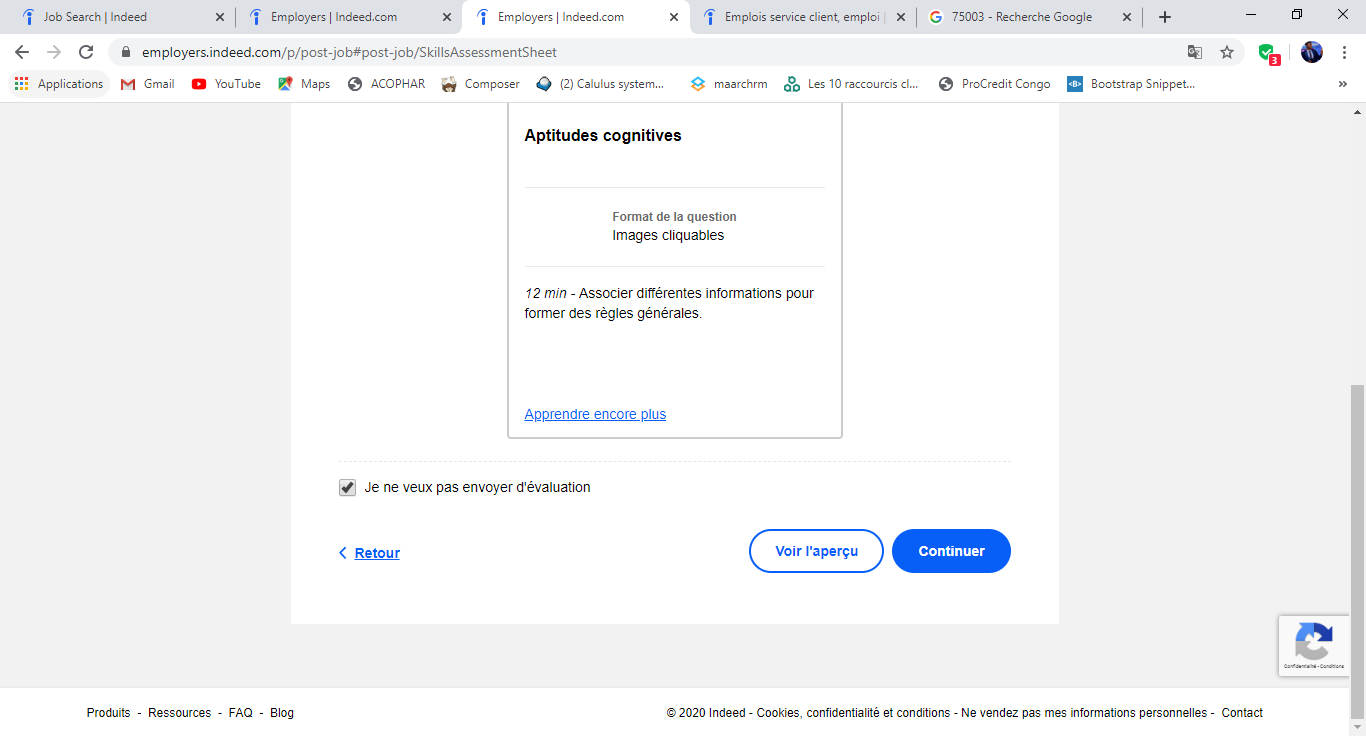 Job Search | Indeed
Employers | Indeed.com
Employers | Indeed.com
Emplois service client, emploi |
75003 - Recherche Google
employers.indeed.com/p/post-job#post-job/SkillsAssessmentSheet
3
Applications
Gmail
YouTube
Maps
ACOPHAR
Composer
(2) Calulus system...
maarchrm
Les 10 raccourcis cl...
ProCredit Congo
<B>
Bootstrap Snippet...
»
Aptitudes cognitives
Format de la question
Images cliquables
12 min - Associer différentes informations pour
former des règles générales.
Apprendre encore plus
Je ne veux pas envoyer d'évaluation
Retour
Voir l'aperçu
Continuer
Confidentialité - Conditions
Produits - Ressources - FAQ - Blog
© 2020 Indeed - Cookies, confidentialité et conditions - Ne vendez pas mes informations personnelles - Contact